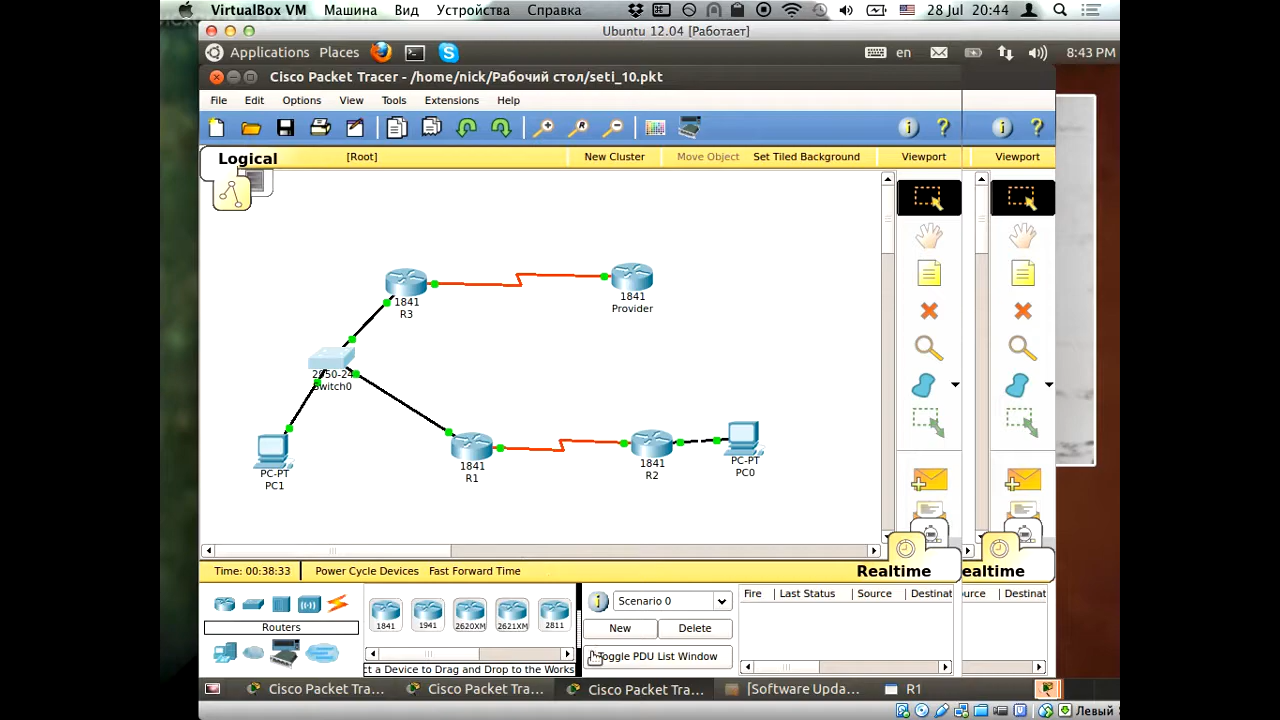 VirtualBox VM Машина Вид Устройства Справка 28 Jul 20:44
Ubuntu 12.04 [Работает]
Applications Places en 8:43 PM
Cisco Packet Tracer - /home/nick/Рабочий стол/seti_10.pkt
File Edit Options View Tools Extensions Help
Logical [Root] New Cluster Move Object Set Tiled Background Viewport Viewport
1841
R3
1841
Provider
2950-24
Switch0
PC-PT
PC1
1841
R1
1841
R2
PC-PT
PC0
Realtime ealtime
Time: 00:38:33 Power Cycle Devices Fast Forward Time
Routers
1841 1941 2620XM 2621XM 2811
ct a Device to Drag and Drop to the Works
Scenario 0
New Delete
Toggle PDU List Window
Fire Last Status Source Destinat ource Destinat
Cisco Packet Tra... Cisco Packet Tra... Cisco Packet Tra... [Software Upda... R1
Левый